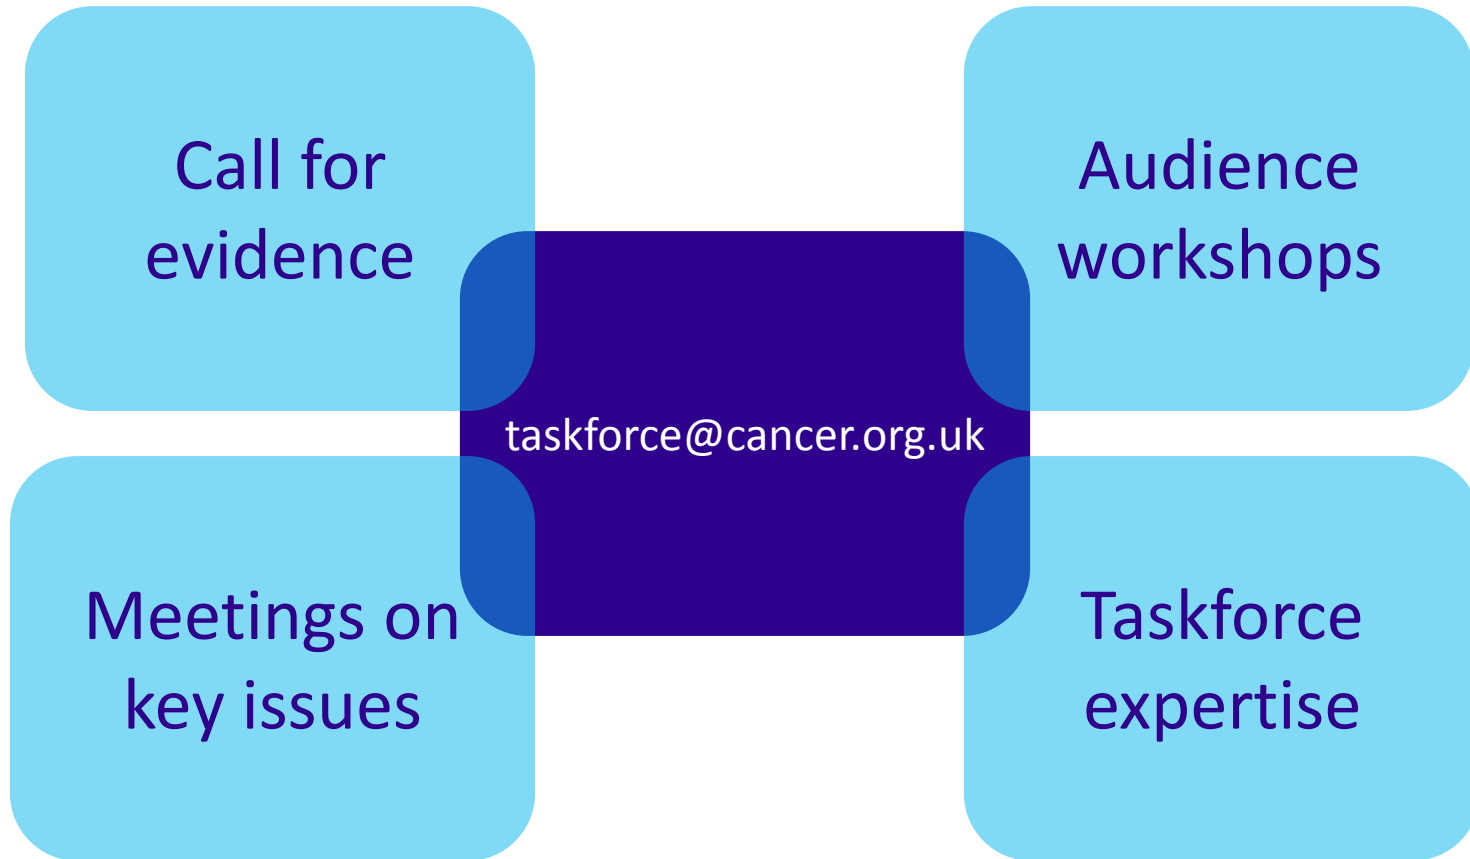 Call for
evidence
Audience
workshops
taskforce@cancer.org.uk
Meetings on
key issues
Taskforce
expertise